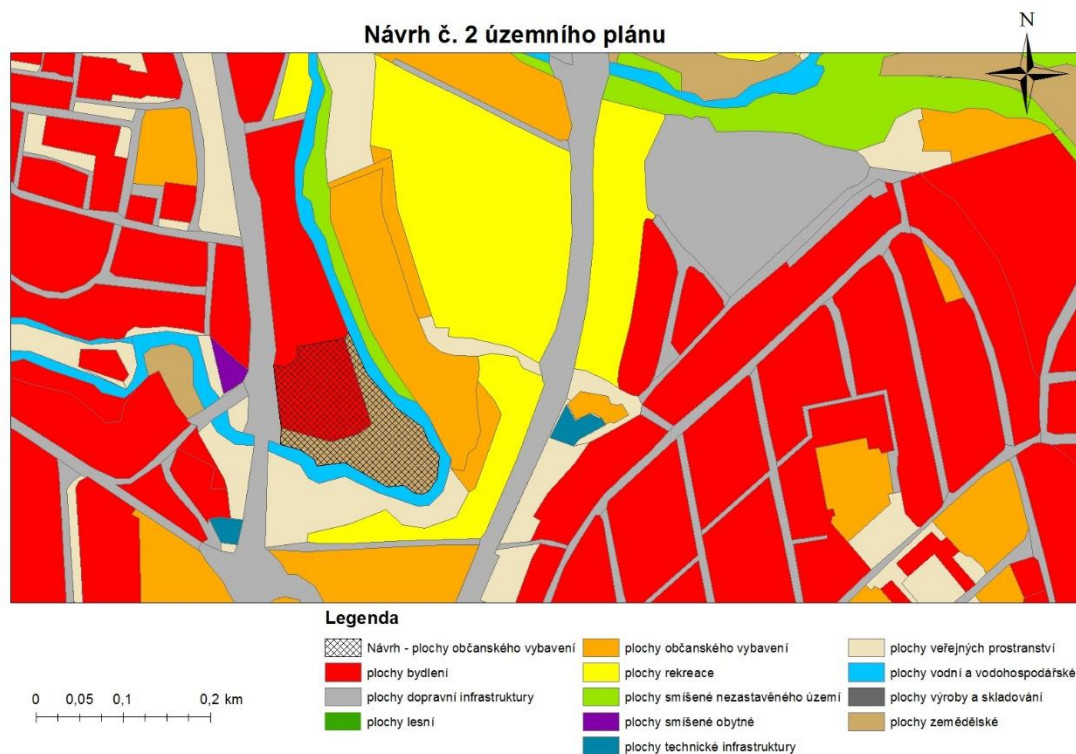 Návrh č. 2 územního plánu
N
Legenda
Návrh - plochy občanského vybavení
plochy bydlení
plochy dopravní infrastruktury
plochy lesní
plochy občanského vybavení
plochy rekreace
plochy smíšené nezastavěného území
plochy smíšené obytné
plochy technické infrastruktury
plochy veřejných prostranství
plochy vodní a vodohospodářské
plochy výroby a skladování
plochy zemědělské
0 0,05 0,1 0,2 km